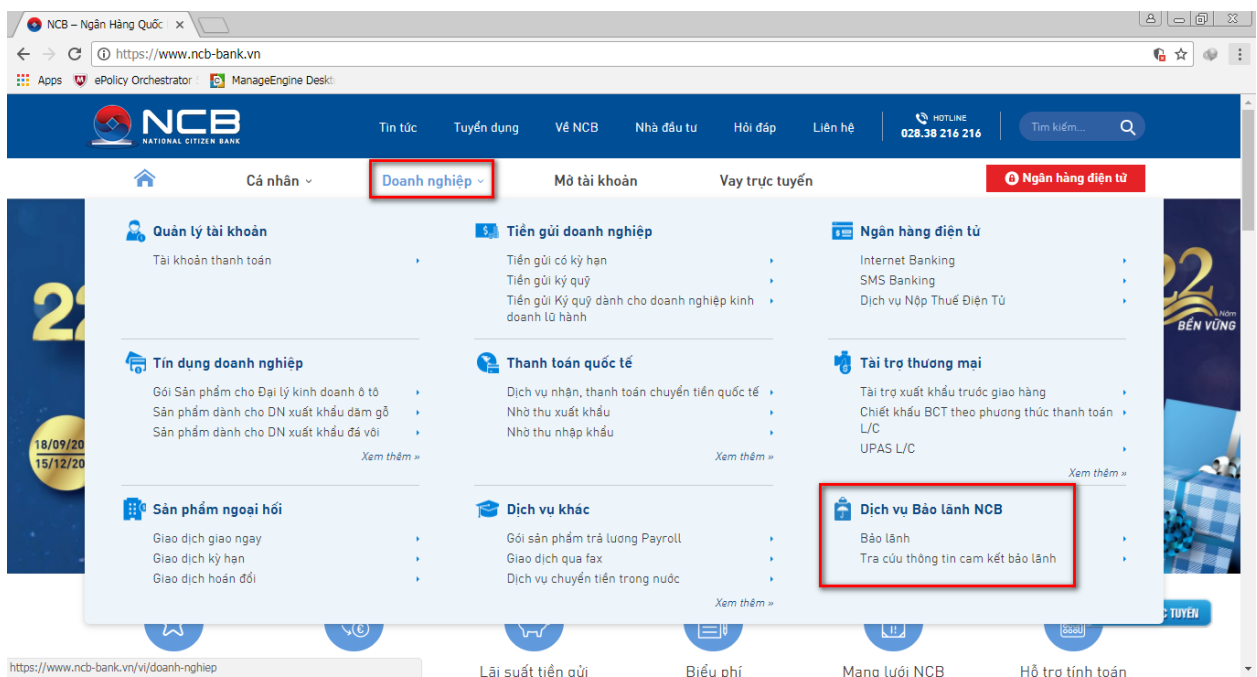 NCB – Ngân Hàng Quốc
https://www.ncb-bank.vn
Apps ePolicy Orchestrator ManageEngine Deskt
NCB
NATIONAL CITIZEN BANK
Tin tức Tuyển dụng Về NCB Nhà đầu tư Hỏi đáp Liên hệ
HOTLINE
028.38 216 216
Tìm kiếm...
Cá nhân Doanh nghiệp Mở tài khoản Vay trực tuyến Ngân hàng điện tử
Quản lý tài khoản
Tài khoản thanh toán
Tiền gửi doanh nghiệp
Tiền gửi có kỳ hạn
Tiền gửi ký quỹ
Tiền gửi Ký quỹ dành cho doanh nghiệp kinh
doanh lữ hành
Ngân hàng điện tử
Internet Banking
SMS Banking
Dịch vụ Nộp Thuế Điện Tử
22
22
Năm
BỀN VỮNG
Tín dụng doanh nghiệp
Gói Sản phẩm cho Đại lý kinh doanh ô tô
Sản phẩm dành cho DN xuất khẩu dăm gỗ
Sản phẩm dành cho DN xuất khẩu đá vôi
Xem thêm »
Thanh toán quốc tế
Dịch vụ nhận, thanh toán chuyển tiền quốc tế
Nhờ thu xuất khẩu
Nhờ thu nhập khẩu
Xem thêm »
Tài trợ thương mại
Tài trợ xuất khẩu trước giao hàng
Chiết khấu BCT theo phương thức thanh toán
L/C
UPAS L/C
Xem thêm »
18/09/20
15/12/20
Sản phẩm ngoại hối
Giao dịch giao ngay
Giao dịch kỳ hạn
Giao dịch hoán đổi
Dịch vụ khác
Gói sản phẩm trả lương Payroll
Giao dịch qua fax
Dịch vụ chuyển tiền trong nước
Xem thêm »
Dịch vụ Bảo lãnh NCB
Bảo lãnh
Tra cứu thông tin cam kết bảo lãnh
TUYẾN
https://www.ncb-bank.vn/vi/doanh-nghiep
Lãi suất tiền gửi Biểu phí Mạng lưới NCB Hỗ trợ tính toán